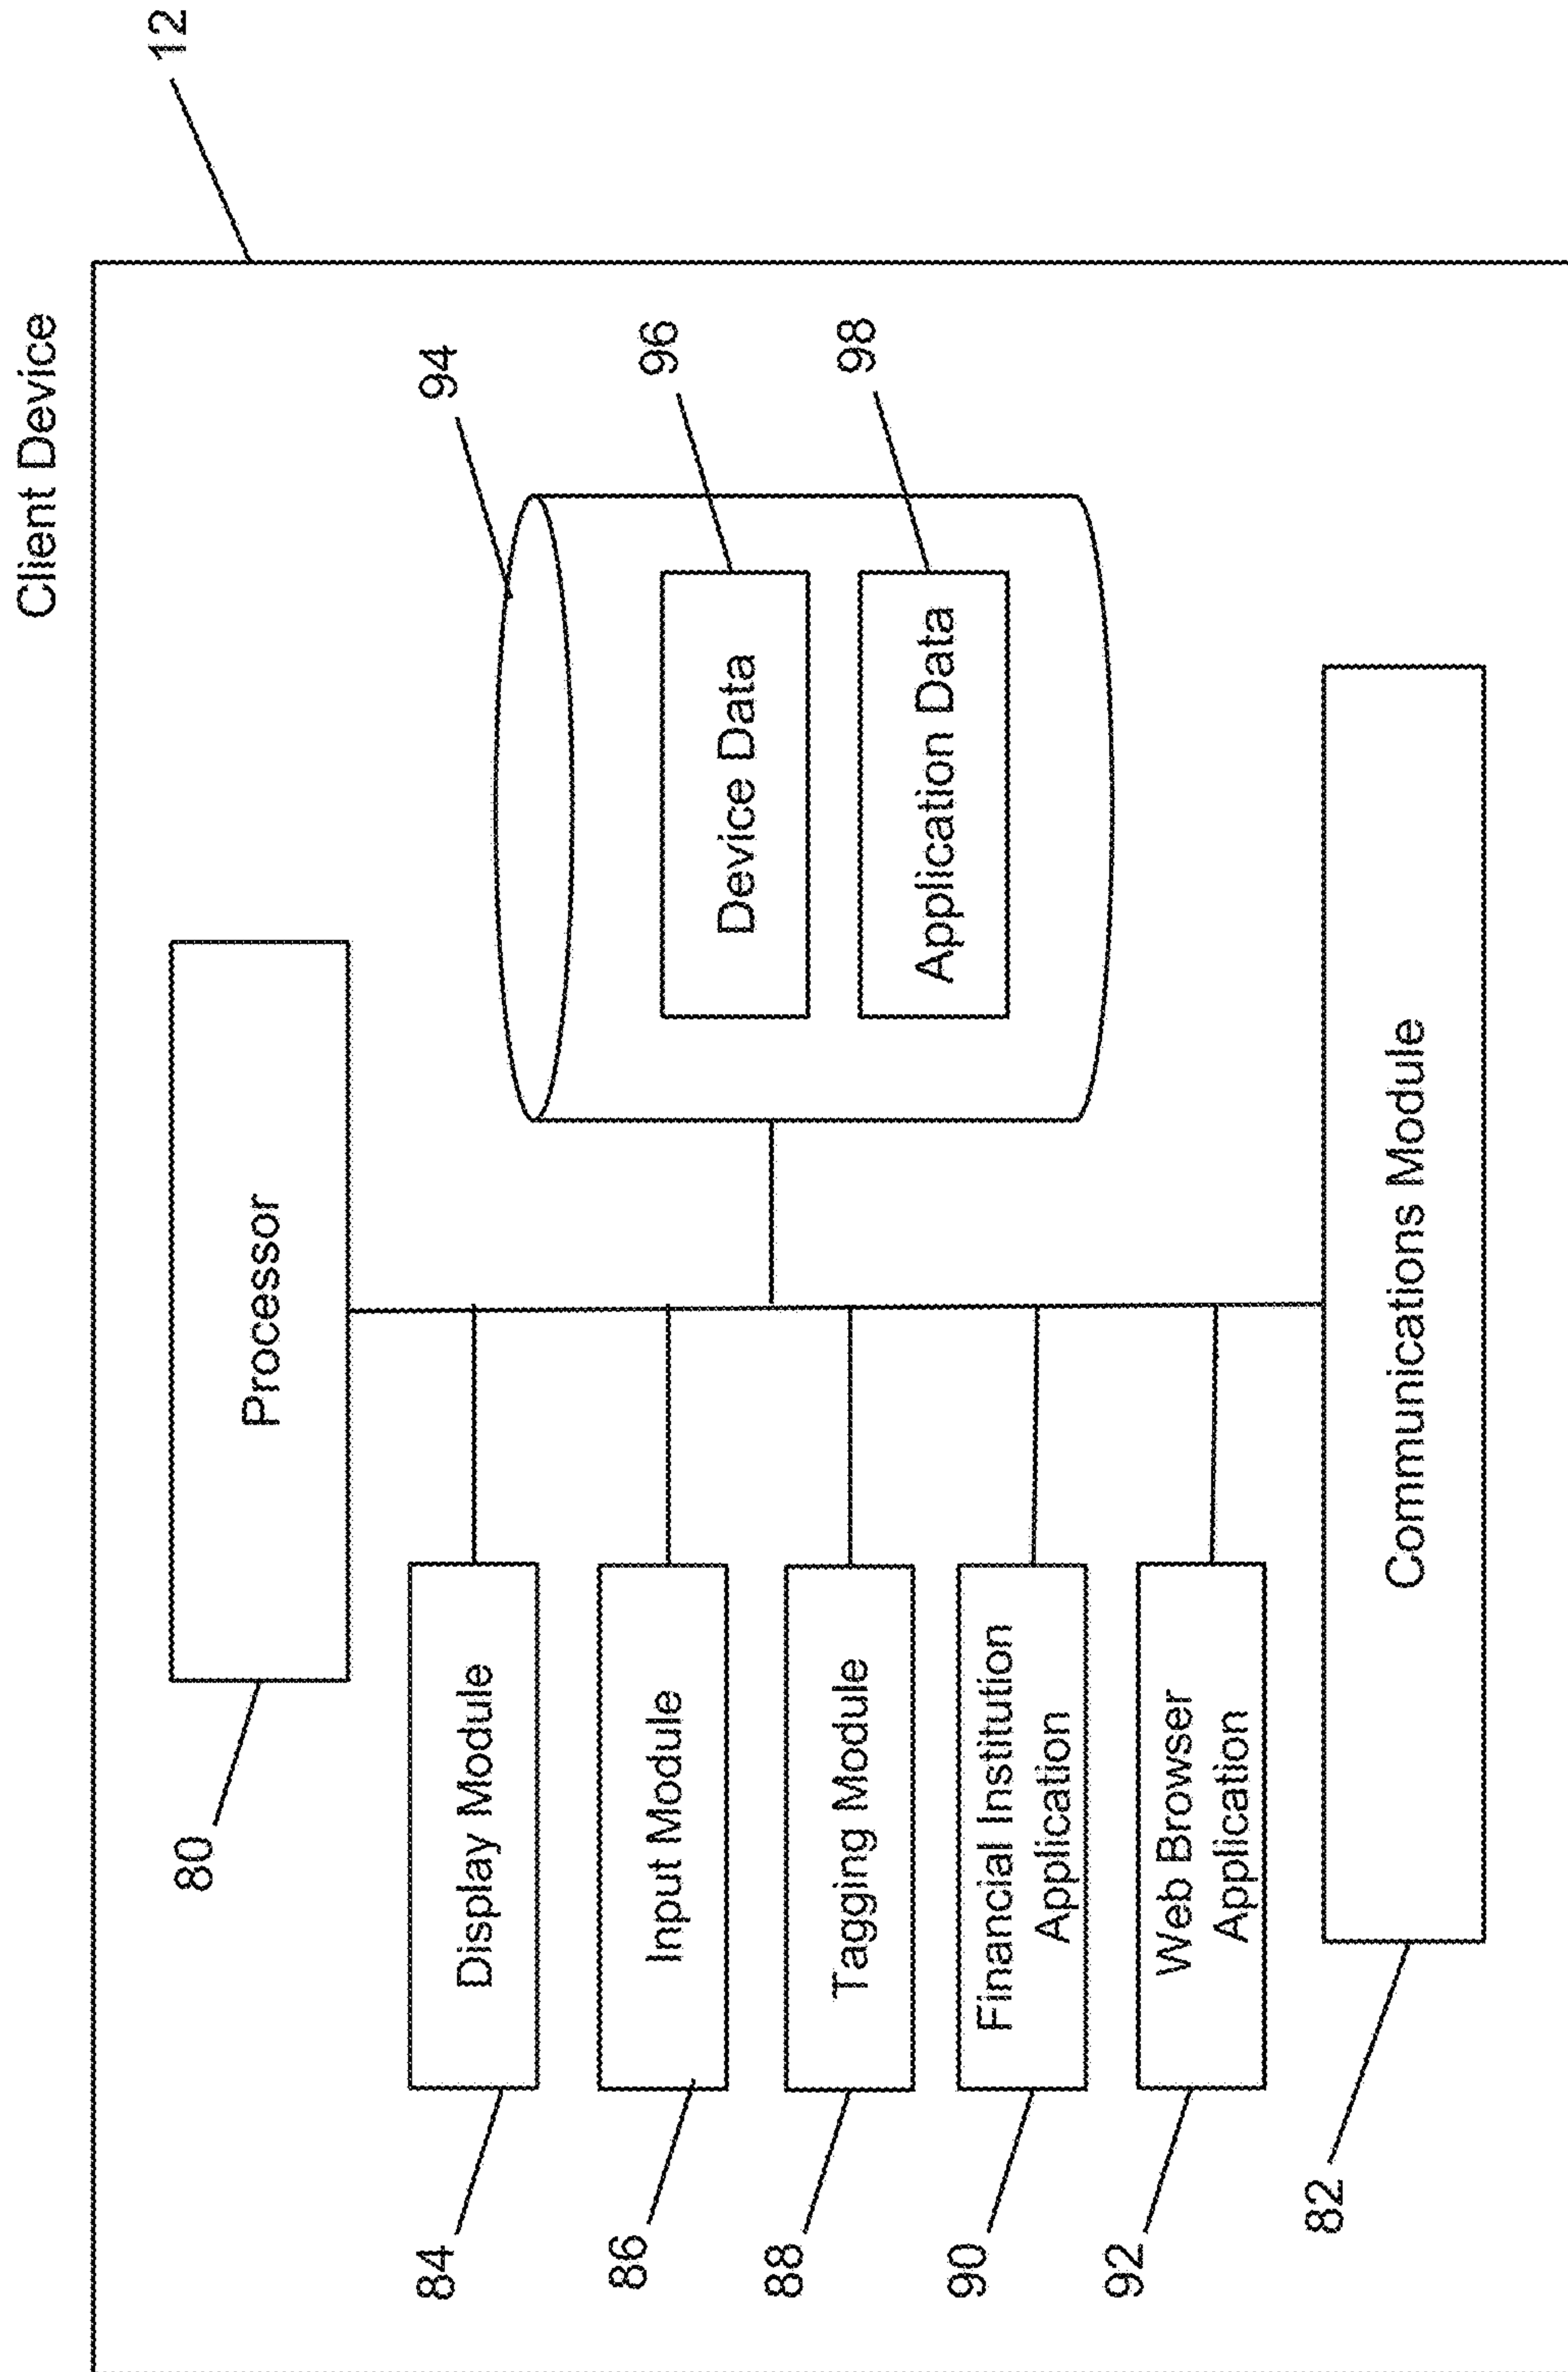 Client Device
12
Processor
80
Display Module
84
Input Module
86
Tagging Module
88
Financial Institution
Application
90
Web Browser
Application
92
94
Device Data
96
Application Data
98
Communications Module
82